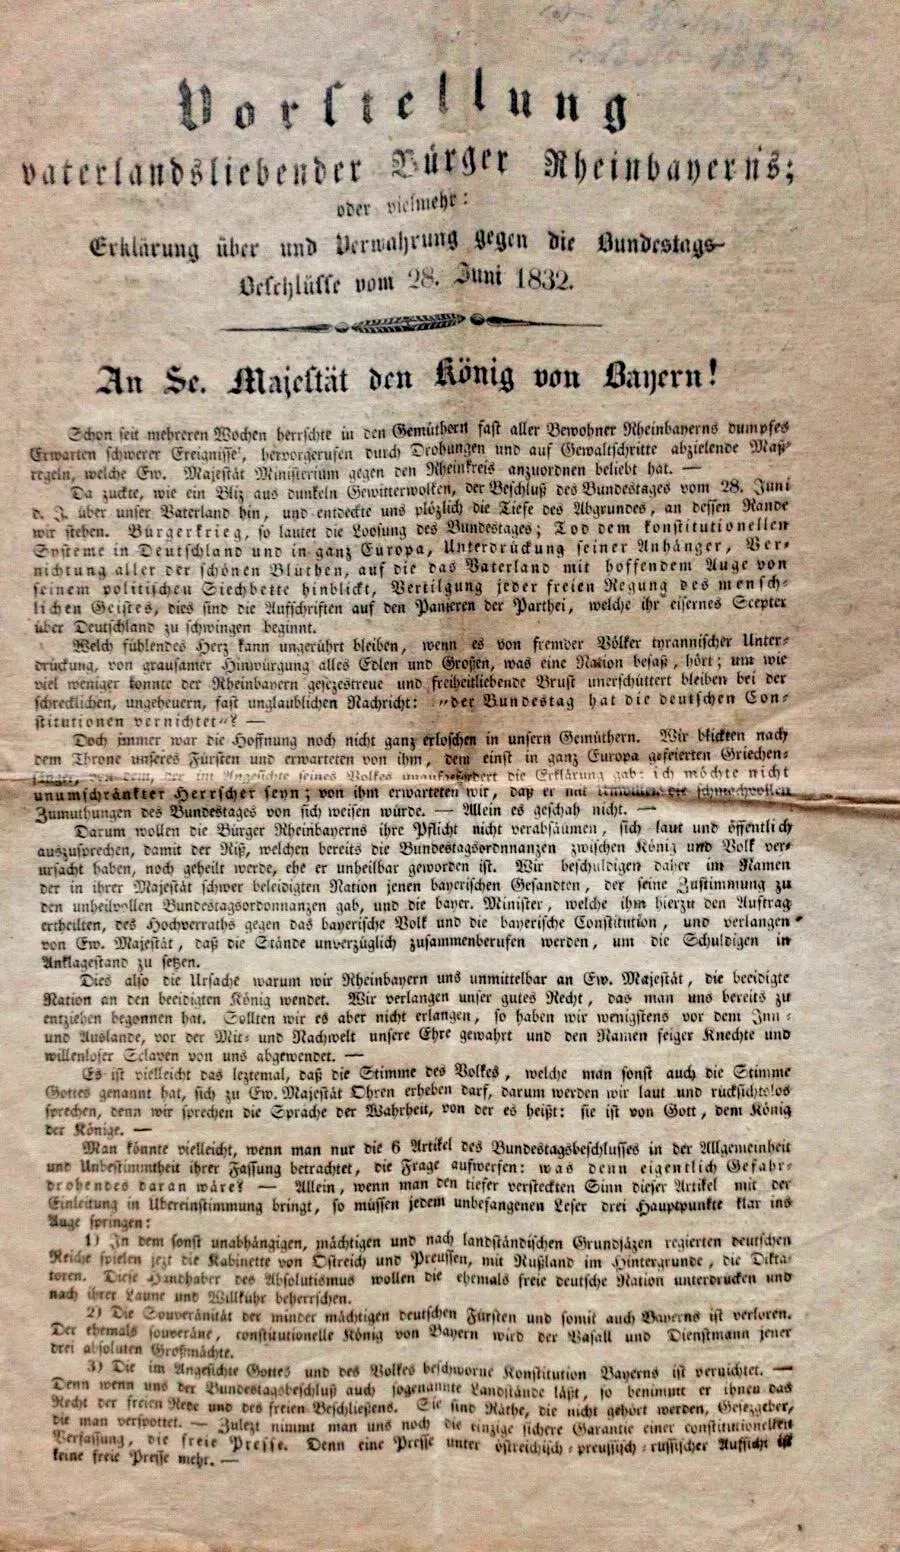 Vorstellung
vaterlandsliebender Bürger Rheinbayern's;
oder vielmehr:
Erklärung über und Verwahrung gegen die Bundestags-
Beschlüsse vom 28. Juni 1832.
An Se. Majestät den König von Bayern!
Schon seit mehreren Wochen herrschte in den Gemüthern fast aller Bewohner Rheinbayerns dumpfes
Erwarten schwerer Ereignisse, hervorgerufen durch Drohungen und auf Gewaltschritte abzielende Maß-
regeln, welche Ew. Majestät Ministerium gegen den Rheinkreis anzuordnen beliebt hat. —
Da zuckte, wie ein Bliz aus dunkeln Gewitterwolken, der Beschluß des Bundestages vom 28. Juni
d. J. über unser Vaterland hin, und entdeckte uns plözlich die Tiefe des Abgrundes, an dessen Rande
wir stehen. Bürgerkrieg, so lautet die Loosung des Bundestages; Tod dem konstitutionellen
Systeme in Deutschland und in ganz Europa, Unterdrückung seiner Anhänger, Ver-
nichtung aller der schönen Blüthen, auf die das Vaterland mit hoffendem Auge von
seinem politischen Siechbette hinblickt, Vertilgung jeder freien Regung des mensch-
lichen Geistes, dies sind die Aufschriften auf den Panieren der Parthei, welche ihr eisernes Scepter
über Deutschland zu schwingen beginnt.
Welch fühlendes Herz kann ungerührt bleiben, wenn es von fremder Völker tyrannischer Unter-
drückung, von grausamer Hinwürgung alles Edlen und Großen, was eine Nation besaß, hört; um wie
viel weniger konnte der Rheinbayern gesezestreue und freiheitliebende Brust unerschüttert bleiben bei der
schrecklichen, ungeheuern, fast unglaublichen Nachricht: „der Bundestag hat die deutschen Con-
stitutionen vernichtet"? —
Doch immer war die Hoffnung noch nicht ganz erloschen in unsern Gemüthern. Wir blickten nach
dem Throne unseres Fürsten und erwarteten von ihm, dem einst in ganz Europa gefeierten Griechen-
sänger, von dem, der im Angesichte seines Volkes unaufgefordert die Erklärung gab: ich möchte nicht
unumschränkter Herrscher seyn; von ihm erwarteten wir, daß er mit Unwillen die schmachvollen
Zumuthungen des Bundestages von sich weisen würde. — Allein es geschah nicht. —
Darum wollen die Bürger Rheinbayerns ihre Pflicht nicht verabsäumen, sich laut und öffentlich
auszusprechen, damit der Riß, welchen bereits die Bundestagsordnnanzen zwischen König und Volk ver-
ursacht haben, noch geheilt werde, ehe er unheilbar geworden ist. Wir beschuldigen daher im Namen
der in ihrer Majestät schwer beleidigten Nation jenen bayerischen Gesandten, der seine Zustimmung zu
den unheilvollen Bundestagsordonnanzen gab, und die bayer. Minister, welche ihm hierzu den Auftrag
ertheilten, des Hochverraths gegen das bayerische Volk und die bayerische Constitution, und verlangen
von Ew. Majestät, daß die Stände unverzüglich zusammenberufen werden, um die Schuldigen in
Anklagestand zu setzen.
Dies also die Ursache warum wir Rheinbayern uns unmittelbar an Ew. Majestät, die beeidigte
Nation an den beeidigten König wendet. Wir verlangen unser gutes Recht, das man uns bereits zu
entziehen begonnen hat. Sollten wir es aber nicht erlangen, so haben wir wenigstens vor dem Inn-
und Auslande, vor der Mit- und Nachwelt unsere Ehre gewahrt und den Namen feiger Knechte und
willenloser Sclaven von uns abgewendet. —
Es ist vielleicht das leztemal, daß die Stimme des Volkes, welche man sonst auch die Stimme
Gottes genannt hat, sich zu Ew. Majestät Ohren erheben darf, darum werden wir laut und rücksichtslos
sprechen, denn wir sprechen die Sprache der Wahrheit, von der es heißt: sie ist von Gott, dem König
der Könige. —
Man könnte vielleicht, wenn man nur die 6 Artikel des Bundestagsbeschlusses in der Allgemeinheit
und Unbestimmtheit ihrer Fassung betrachtet, die Frage aufwerfen: was denn eigentlich Gefahr-
drohendes daran wäre? — Allein, wenn man den tiefer versteckten Sinn dieser Artikel mit der
Einleitung in Übereinstimmung bringt, so müssen jedem unbefangenen Leser drei Hauptpunkte klar ins
Auge springen:
1) In dem sonst unabhängigen, mächtigen und nach landständischen Grundsäzen regierten deutschen
Reiche spielen jezt die Kabinette von Östreich und Preussen, mit Rußland im Hintergrunde, die Dikta-
toren. Diese Handhaber des Absolutismus wollen die ehemals freie deutsche Nation unterdrücken und
nach ihrer Laune und Willkühr beherrschen.
2) Die Souveränität der minder mächtigen deutschen Fürsten und somit auch Bayerns ist verloren.
Der ehemals souveräne, constitutionelle König von Bayern wird der Vasall und Dienstmann jener
drei absoluten Großmächte.
3) Die im Angesichte Gottes und des Volkes beschworne Konstitution Bayerns ist vernichtet. —
Denn wenn uns der Bundestagsbeschluß auch sogenannte Landstände läßt, so benimmt er ihnen das
Recht der freien Rede und des freien Beschließens. Sie sind Räthe, die nicht gehört werden, Gesezgeber,
die man verspottet. — Zulezt nimmt man uns noch die einzige sichere Garantie einer constitutionellen
Verfassung, die freie Presse. Denn eine Presse unter östreichisch-preussisch-russischer Aufsicht ist
keine freie Presse mehr. —